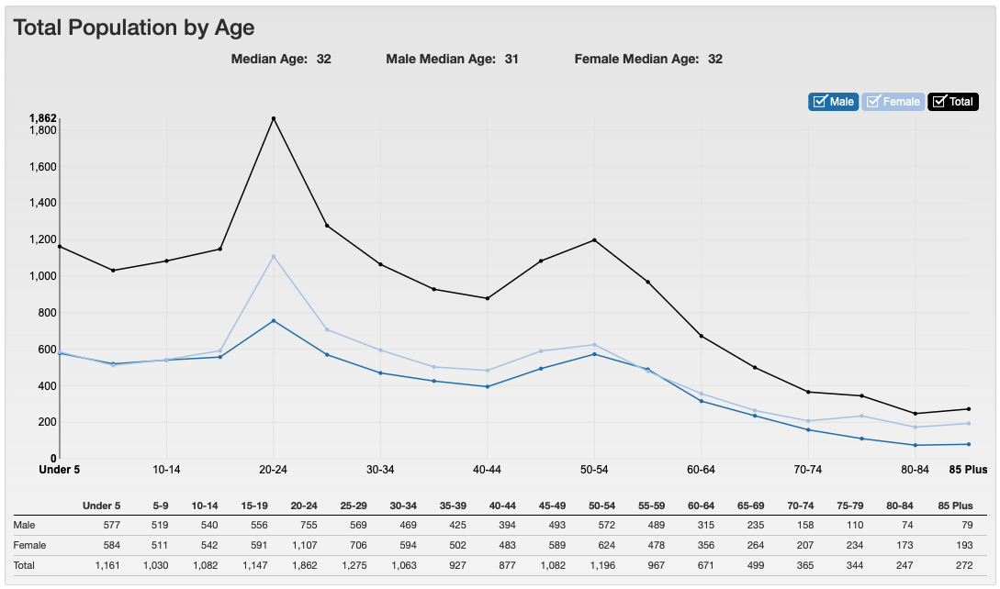 Total Population by Age
Median Age: 32 Male Median Age: 31 Female Median Age: 32
Male Female Total
1,862
1,800
1,600
1,400
1,200
1,000
800
600
400
200
0
Under 5 10-14 20-24 30-34 40-44 50-54 60-64 70-74 80-84 85 Plus
Under 5 5-9 10-14 15-19 20-24 25-29 30-34 35-39 40-44 45-49 50-54 55-59 60-64 65-69 70-74 75-79 80-84 85 Plus
Male 577 519 540 556 755 569 469 425 394 493 572 489 315 235 158 110 74 79
Female 584 511 542 591 1,107 706 594 502 483 589 624 478 356 264 207 234 173 193
Total 1,161 1,030 1,082 1,147 1,862 1,275 1,063 927 877 1,082 1,196 967 671 499 365 344 247 272